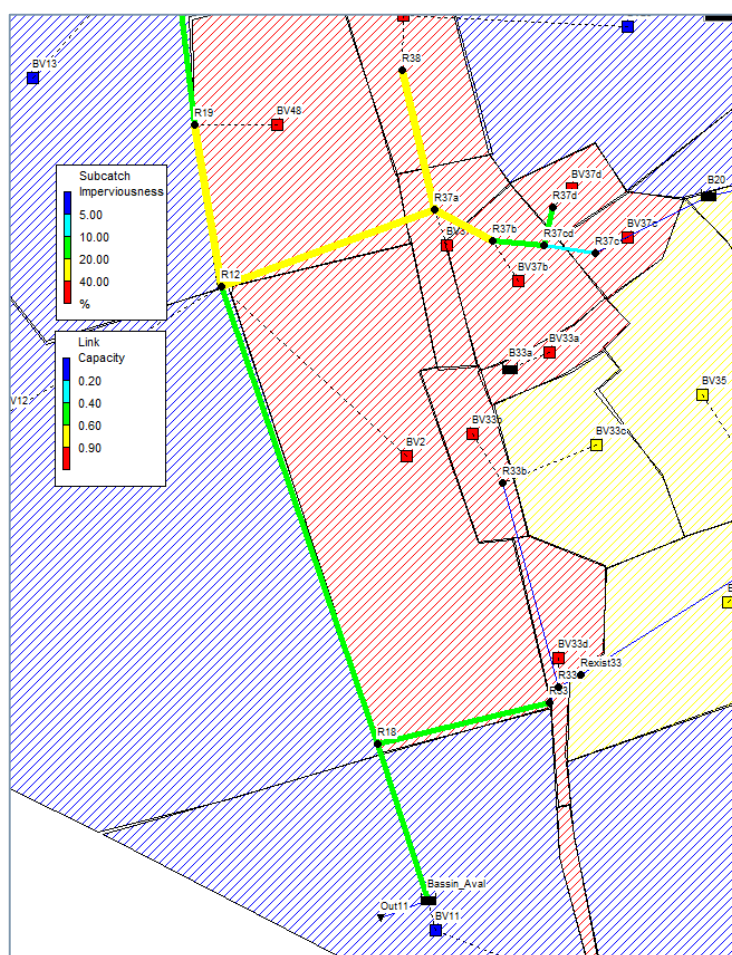 BV13
R38
R19
BV48
Subcatch
Imperviousness
5.00
10.00
20.00
40.00
%
BV37d
B20
R37d
R37a
BV37c
R37b
R37cd
R37c
BV37b
R12
Link
Capacity
0.20
0.40
0.60
0.90
BV33a
B33a
BV35
BV33b
BV33c
BV2
R33b
BV33d
Rexist33
R33
R18
Bassin_Aval
Out11
BV11